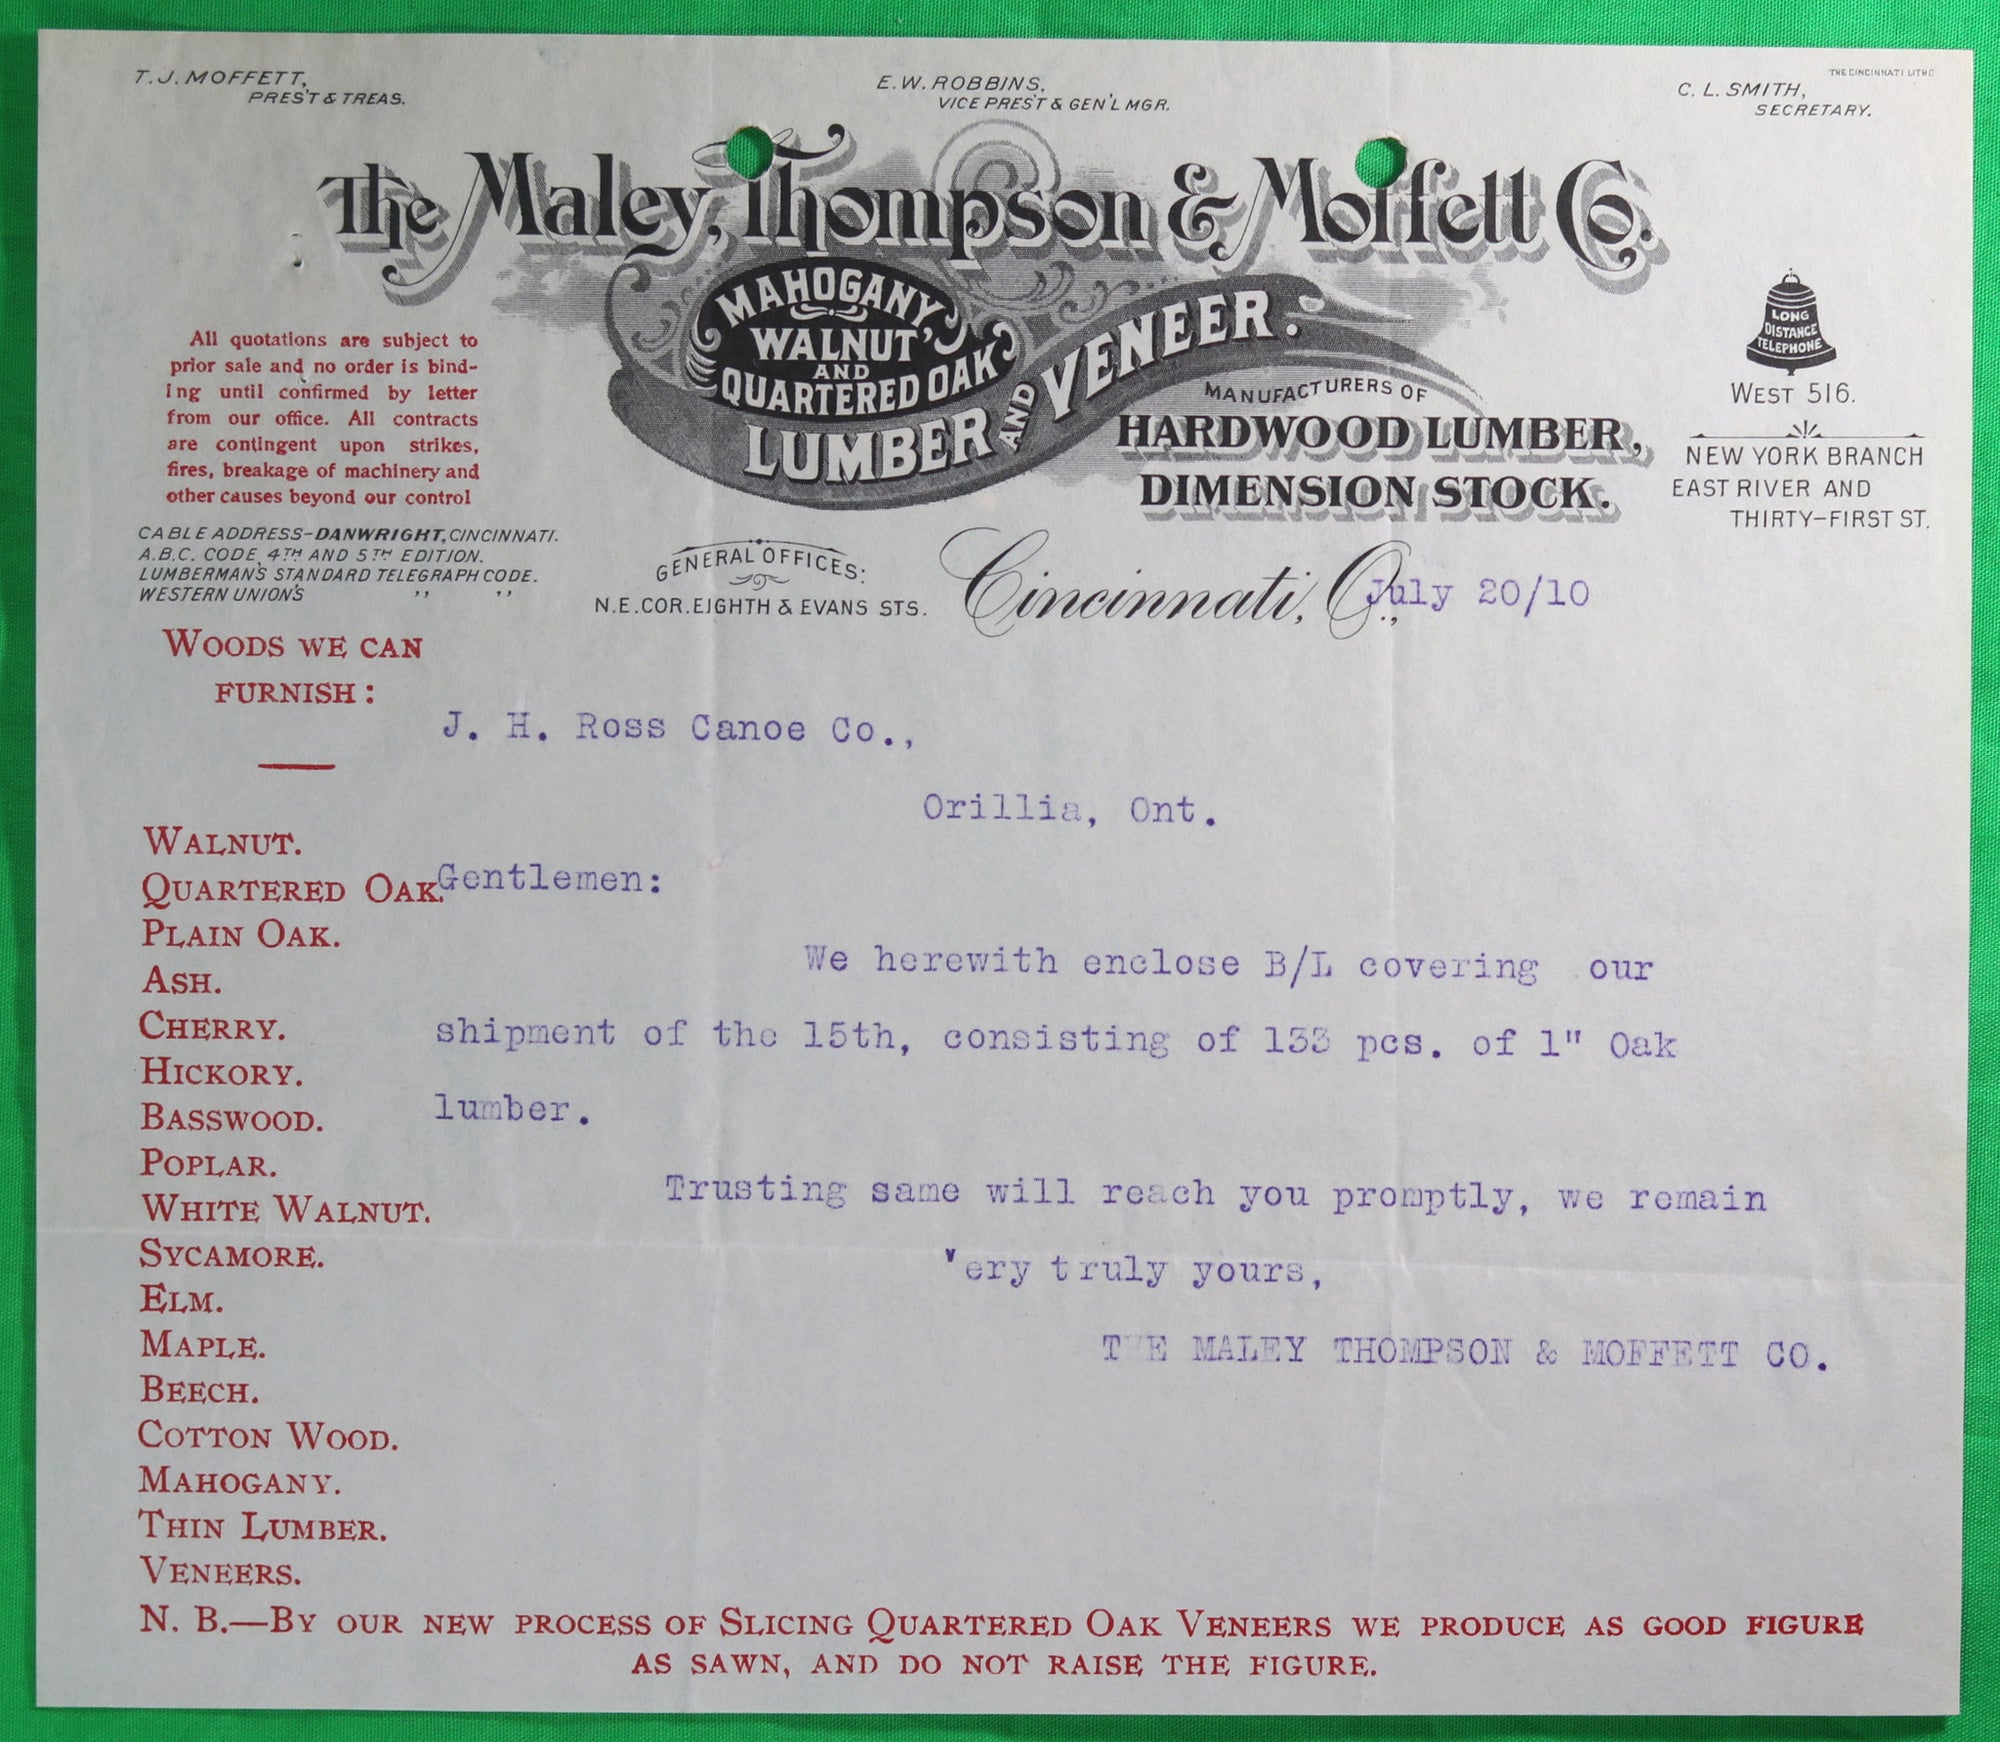 T. J. MOFFETT,
PRES'T & TREAS.
E. W. ROBBINS,
VICE PRES'T & GEN'L MGR.
THE CINCINNATI LITHO
C. L. SMITH,
SECRETARY.
The Maley, Thompson & Moffett Co.
MAHOGANY,
WALNUT
AND
QUARTERED OAK
LUMBER AND VENEER.
MANUFACTURERS OF
HARDWOOD LUMBER,
DIMENSION STOCK.
LONG
DISTANCE
TELEPHONE
WEST 516.
NEW YORK BRANCH
EAST RIVER AND
THIRTY-FIRST ST.
All quotations are subject to
prior sale and no order is bind-
ing until confirmed by letter
from our office. All contracts
are contingent upon strikes,
fires, breakage of machinery and
other causes beyond our control
CABLE ADDRESS-DANWRIGHT, CINCINNATI.
A.B.C. CODE, 4TH AND 5TH EDITION.
LUMBERMAN'S STANDARD TELEGRAPH CODE.
WESTERN UNION'S ,, ,,
GENERAL OFFICES:
N.E. COR. EIGHTH & EVANS STS.
Cincinnati, O., July 20/10
WOODS WE CAN
FURNISH:
J. H. Ross Canoe Co.,
Orillia, Ont.
WALNUT.
QUARTERED OAK.
PLAIN OAK.
ASH.
CHERRY.
HICKORY.
BASSWOOD.
POPLAR.
WHITE WALNUT.
SYCAMORE.
ELM.
MAPLE.
BEECH.
COTTON WOOD.
MAHOGANY.
THIN LUMBER.
VENEERS.
Gentlemen:
We herewith enclose B/L covering our
shipment of the 15th, consisting of 133 pcs. of 1" Oak
lumber.
Trusting same will reach you promptly, we remain
Very truly yours,
THE MALEY THOMPSON & MOFFETT CO.
N. B.—BY OUR NEW PROCESS OF SLICING QUARTERED OAK VENEERS WE PRODUCE AS GOOD FIGURE
AS SAWN, AND DO NOT RAISE THE FIGURE.